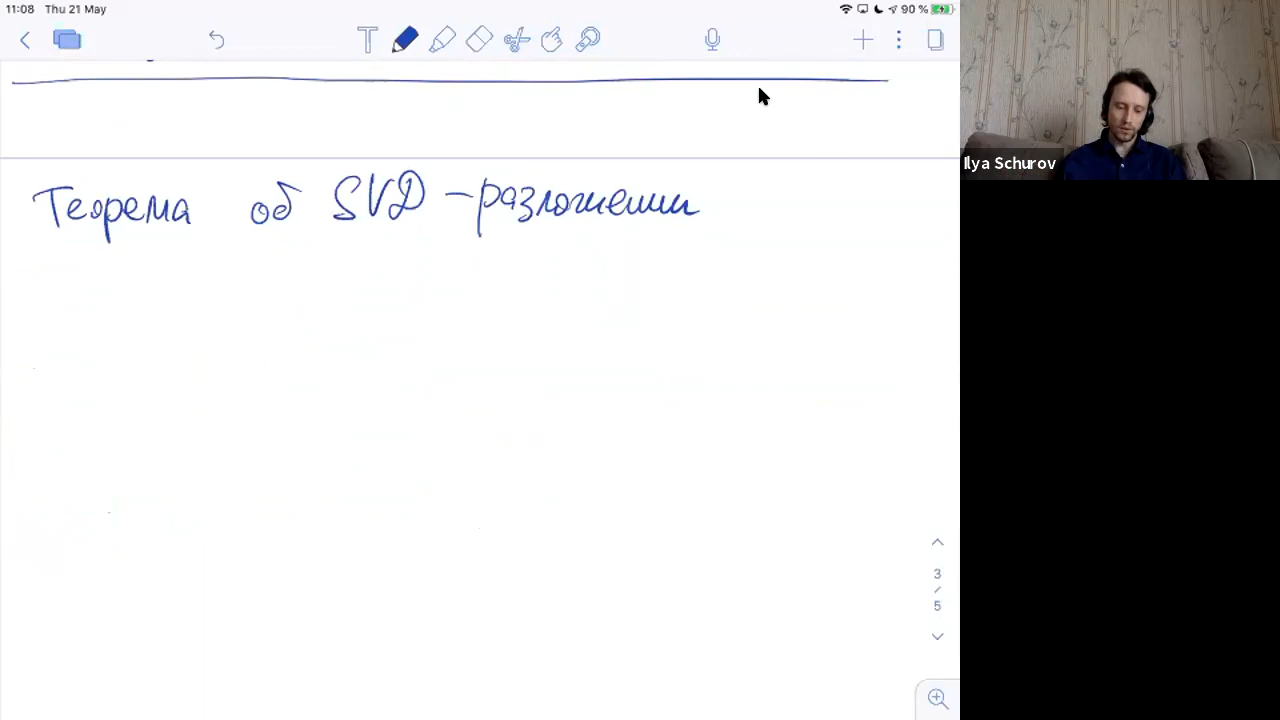 11:08 Thu 21 May
90 %
Теорема об SVD-разложении
Ilya Schurov
3
/
5